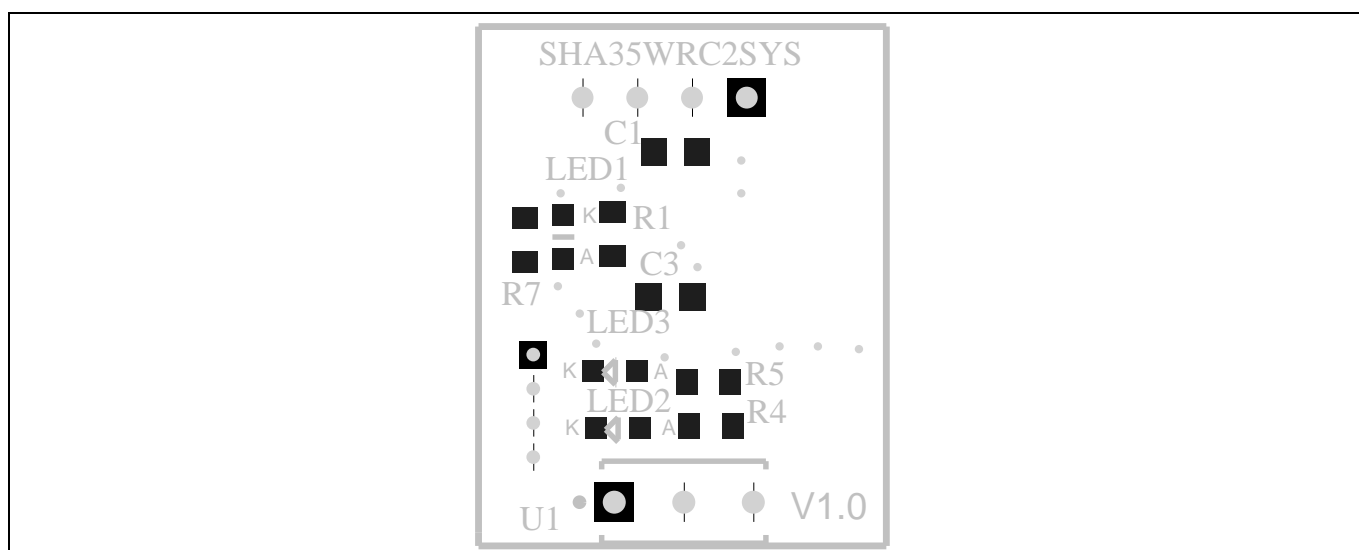 SHA35WRC2SYS
C1
LED1
K R1
A C3
R7
LED3
K A R5
LED2 R4
K A
U1 V1.0